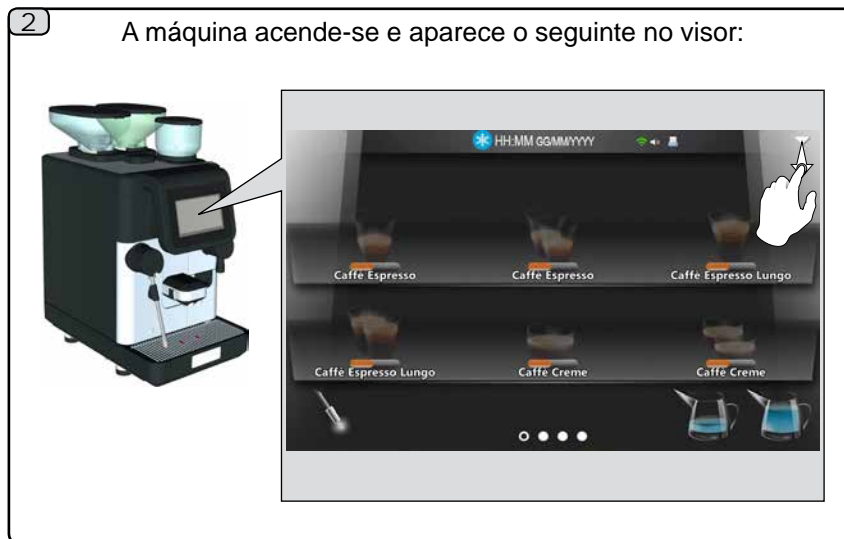 2
A máquina acende-se e aparece o seguinte no visor:
HH:MM GG/MM/YYYY
Caffè Espresso Caffè Espresso Caffè Espresso Lungo
Caffè Espresso Lungo Caffè Creme Caffè Creme